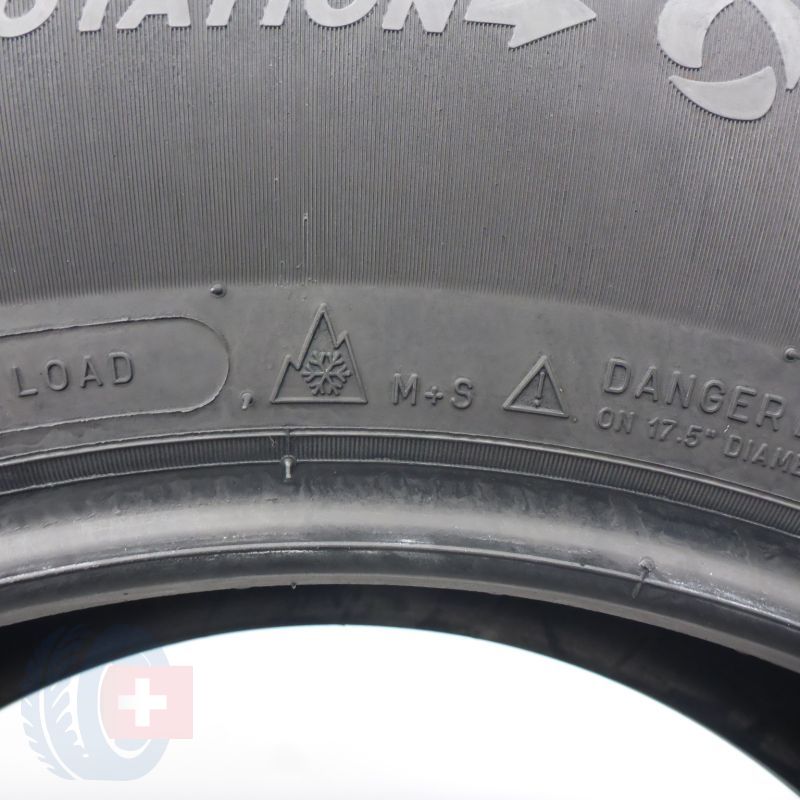 LOAD
M+S
DANGER
ON 17.5" DIAME